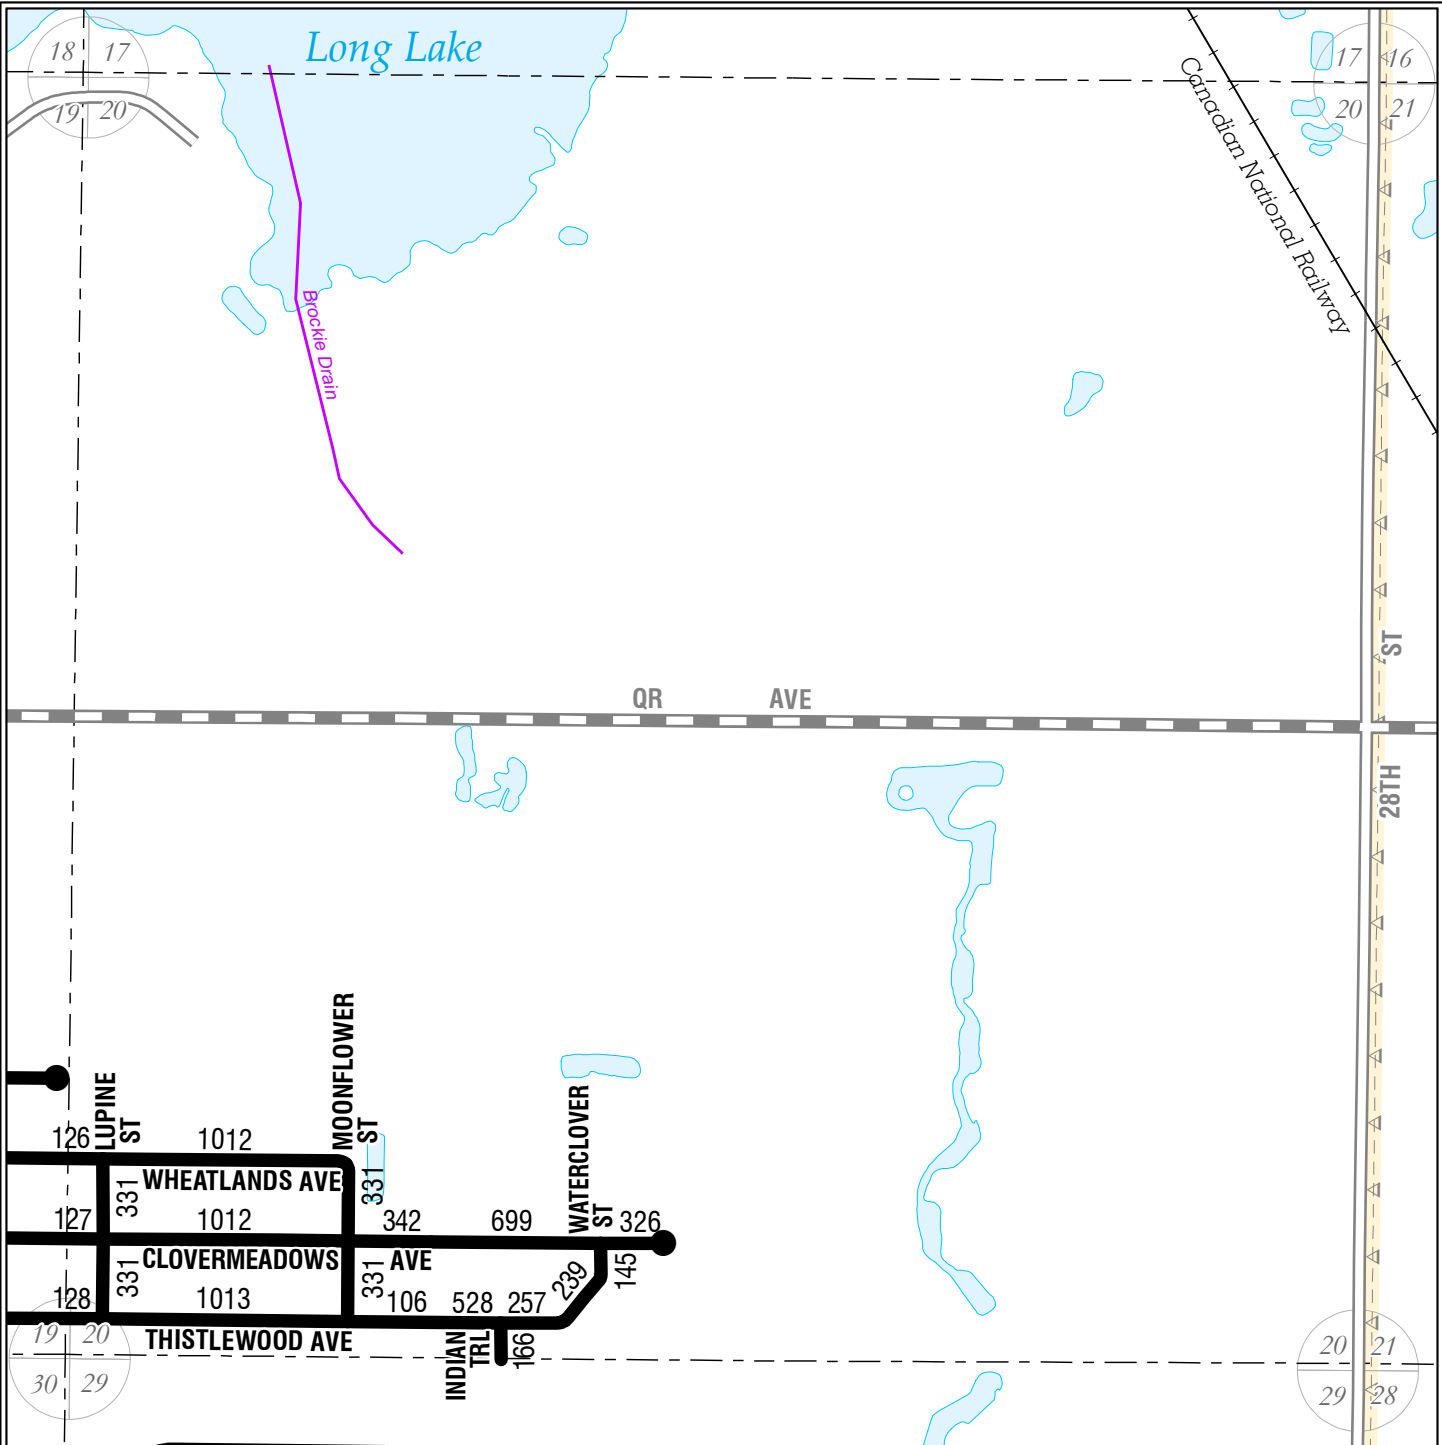 Long Lake
18 17
19 20
17 16
20 21
Canadian National Railway
Brockie Drain
ST
QR AVE
28TH
MOONFLOWER
ST
LUPINE
ST
WATERCLOVER
ST
126 1012
WHEATLANDS AVE
331 331
127 1012 342 699 326
CLOVERMEADOWS AVE
331 331 239 145
128 1013 106 528 257
THISTLEWOOD AVE
INDIAN
TRL
166
19 20
30 29
20 21
29 28